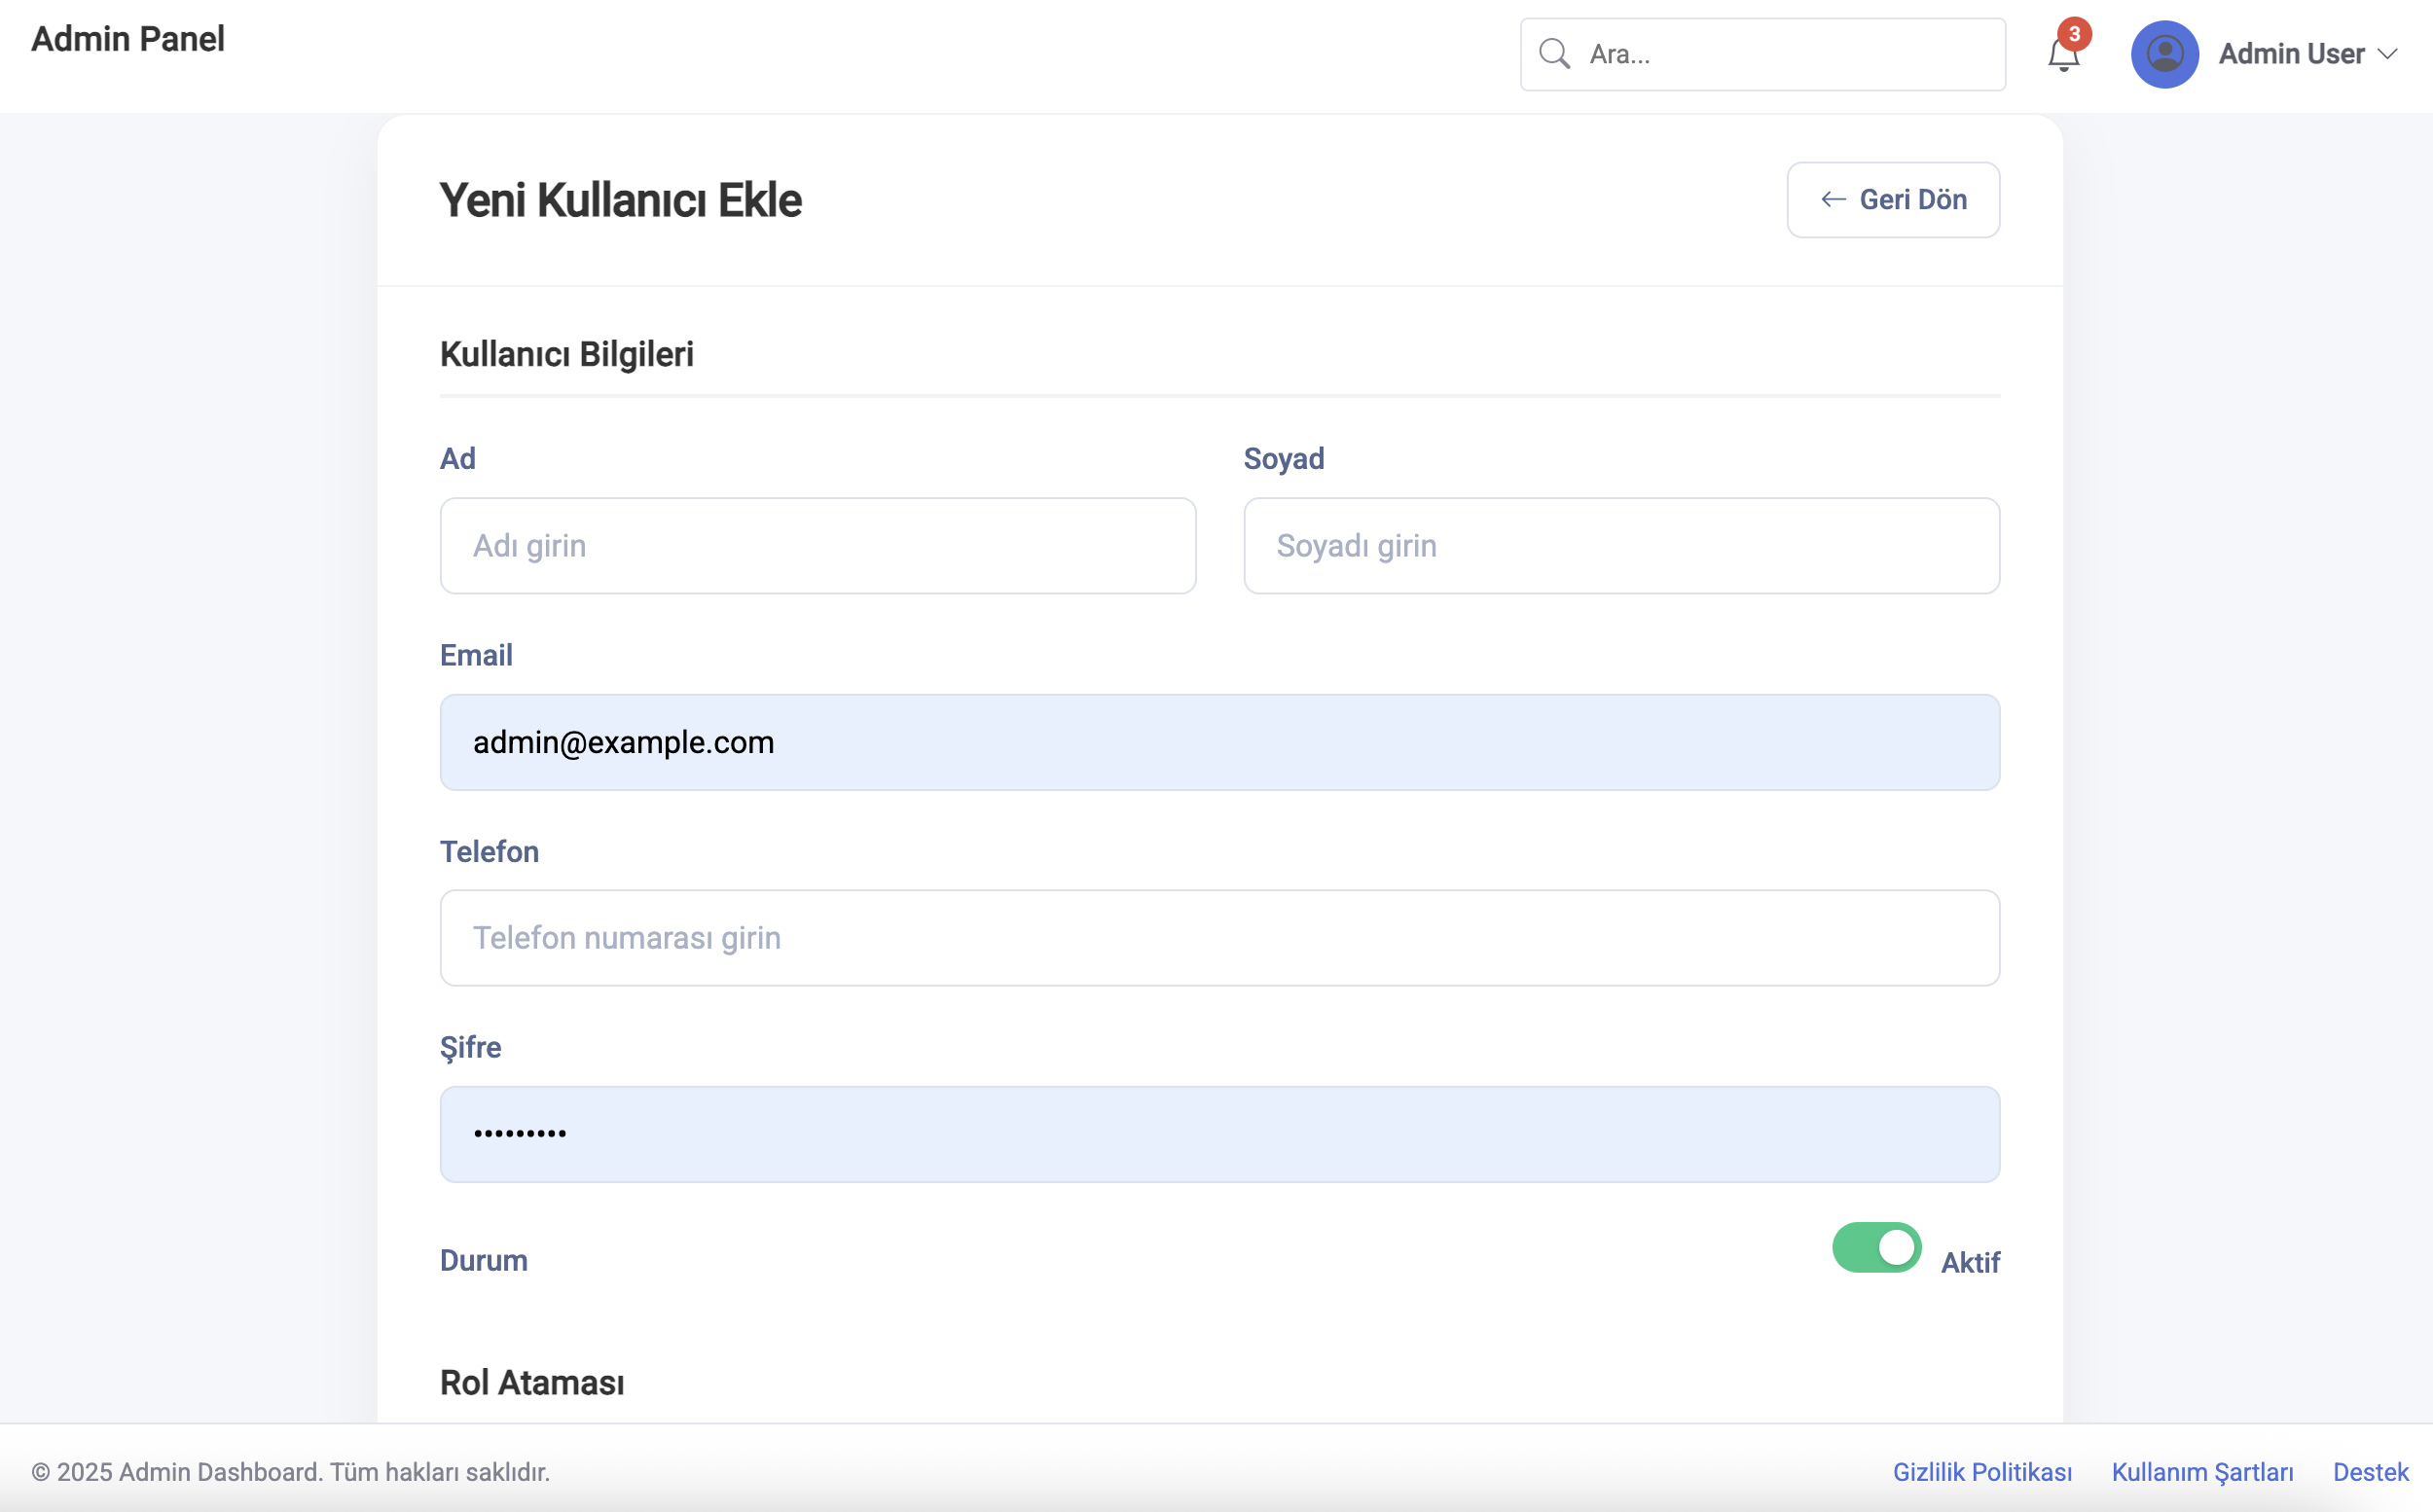 Admin Panel
Ara...
3
Admin User
Yeni Kullanıcı Ekle
← Geri Dön
Kullanıcı Bilgileri
Ad
Soyad
Adı girin
Soyadı girin
Email
admin@example.com
Telefon
Telefon numarası girin
Şifre
•••••••••
Durum
Aktif
Rol Ataması
© 2025 Admin Dashboard. Tüm hakları saklıdır.
Gizlilik Politikası
Kullanım Şartları
Destek